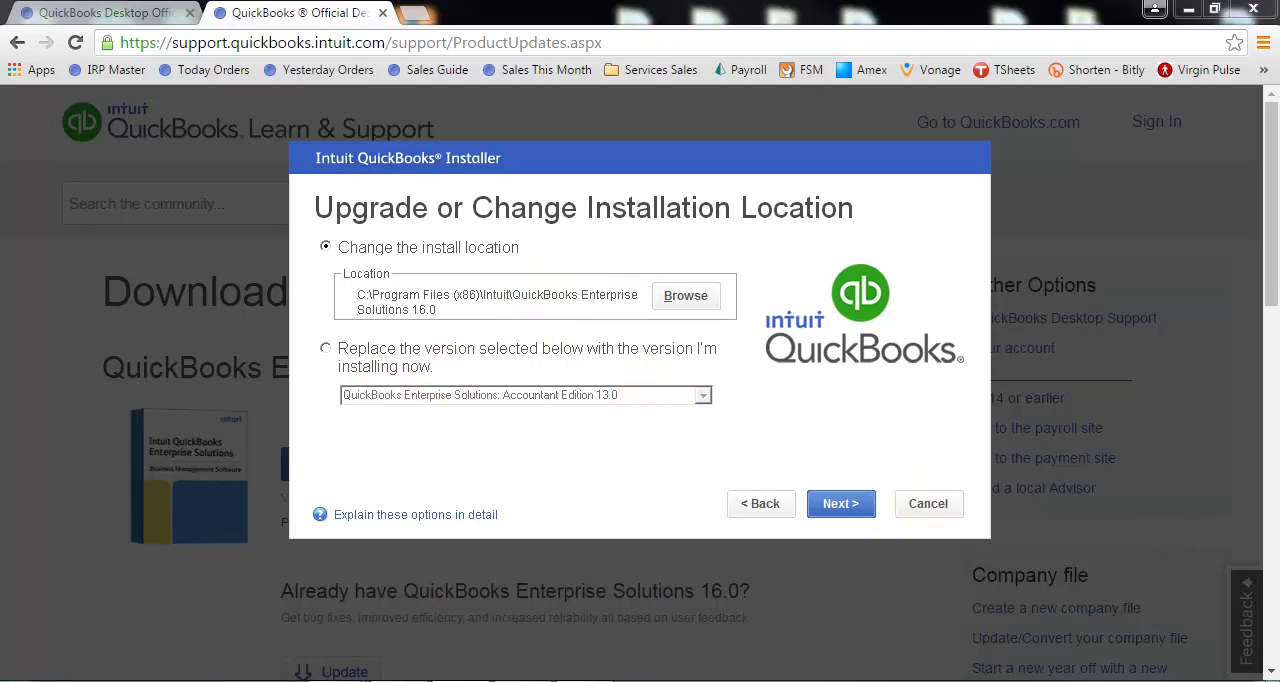 QuickBooks Desktop Offic
QuickBooks ® Official De
https://support.quickbooks.intuit.com/support/ProductUpdates.aspx
Apps
IRP Master
Today Orders
Yesterday Orders
Sales Guide
Sales This Month
Services Sales
Payroll
FSM
Amex
Vonage
TSheets
Shorten - Bitly
Virgin Pulse
»
qb
intuit
QuickBooks. Learn & Support
Go to QuickBooks.com
Sign In
Search the community...
Intuit QuickBooks® Installer
Upgrade or Change Installation Location
Change the install location
Location
C:\Program Files (x86)\Intuit\QuickBooks Enterprise
Solutions 16.0
Browse
Replace the version selected below with the version I'm
installing now.
QuickBooks Enterprise Solutions: Accountant Edition 13.0
qb
intuit
QuickBooks®
Explain these options in detail
< Back
Next >
Cancel
Download
QuickBooks E
intuit
Intuit QuickBooks
Enterprise Solutions
Business Management Software
ther Options
ickBooks Desktop Support
ur account
14 or earlier
to the payroll site
to the payment site
d a local Advisor
Already have QuickBooks Enterprise Solutions 16.0?
Get bug fixes, improved efficiency, and increased reliability all based on user feedback.
Update
Company file
Create a new company file
Update/Convert your company file
Start a new year off with a new
Feedback